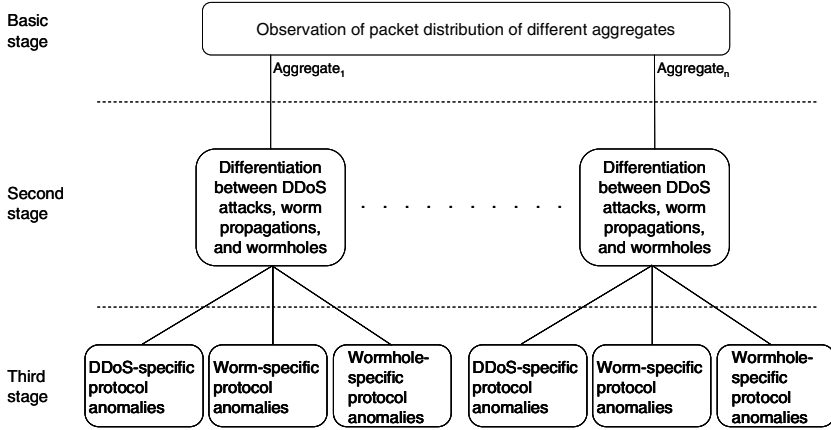 Basic
stage
Observation of packet distribution of different aggregates
Aggregate1
Aggregaten
Second
stage
Differentiation
between DDoS
attacks, worm
propagations,
and wormholes
. . . . . . . . . .
Differentiation
between DDoS
attacks, worm
propagations,
and wormholes
Third
stage
DDoS-specific
protocol
anomalies
Worm-specific
protocol
anomalies
Wormhole-
specific
protocol
anomalies
DDoS-specific
protocol
anomalies
Worm-specific
protocol
anomalies
Wormhole-
specific
protocol
anomalies